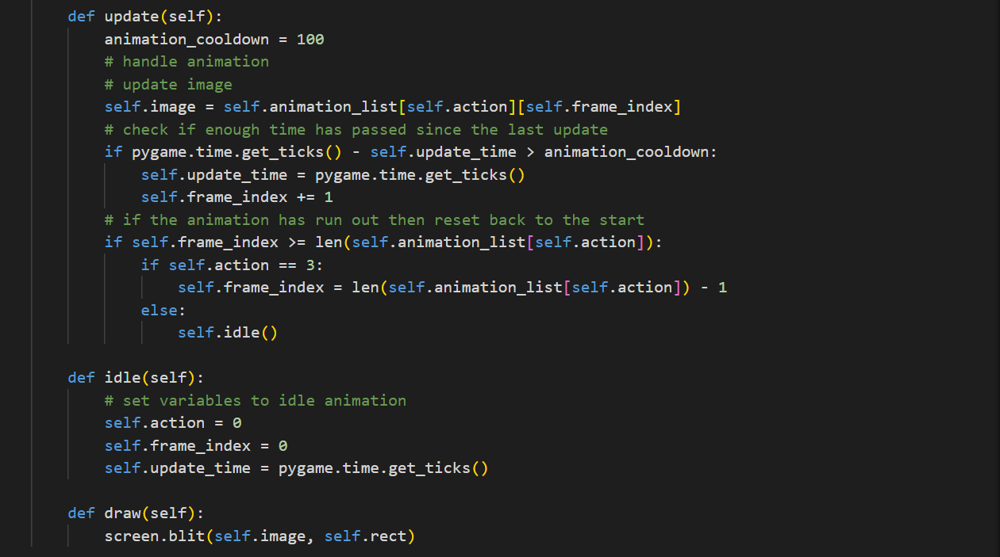 def update(self):
animation_cooldown = 100
# handle animation
# update image
self.image = self.animation_list[self.action][self.frame_index]
# check if enough time has passed since the last update
if pygame.time.get_ticks() - self.update_time > animation_cooldown:
self.update_time = pygame.time.get_ticks()
self.frame_index += 1
# if the animation has run out then reset back to the start
if self.frame_index >= len(self.animation_list[self.action]):
if self.action == 3:
self.frame_index = len(self.animation_list[self.action]) - 1
else:
self.idle()
def idle(self):
# set variables to idle animation
self.action = 0
self.frame_index = 0
self.update_time = pygame.time.get_ticks()
def draw(self):
screen.blit(self.image, self.rect)